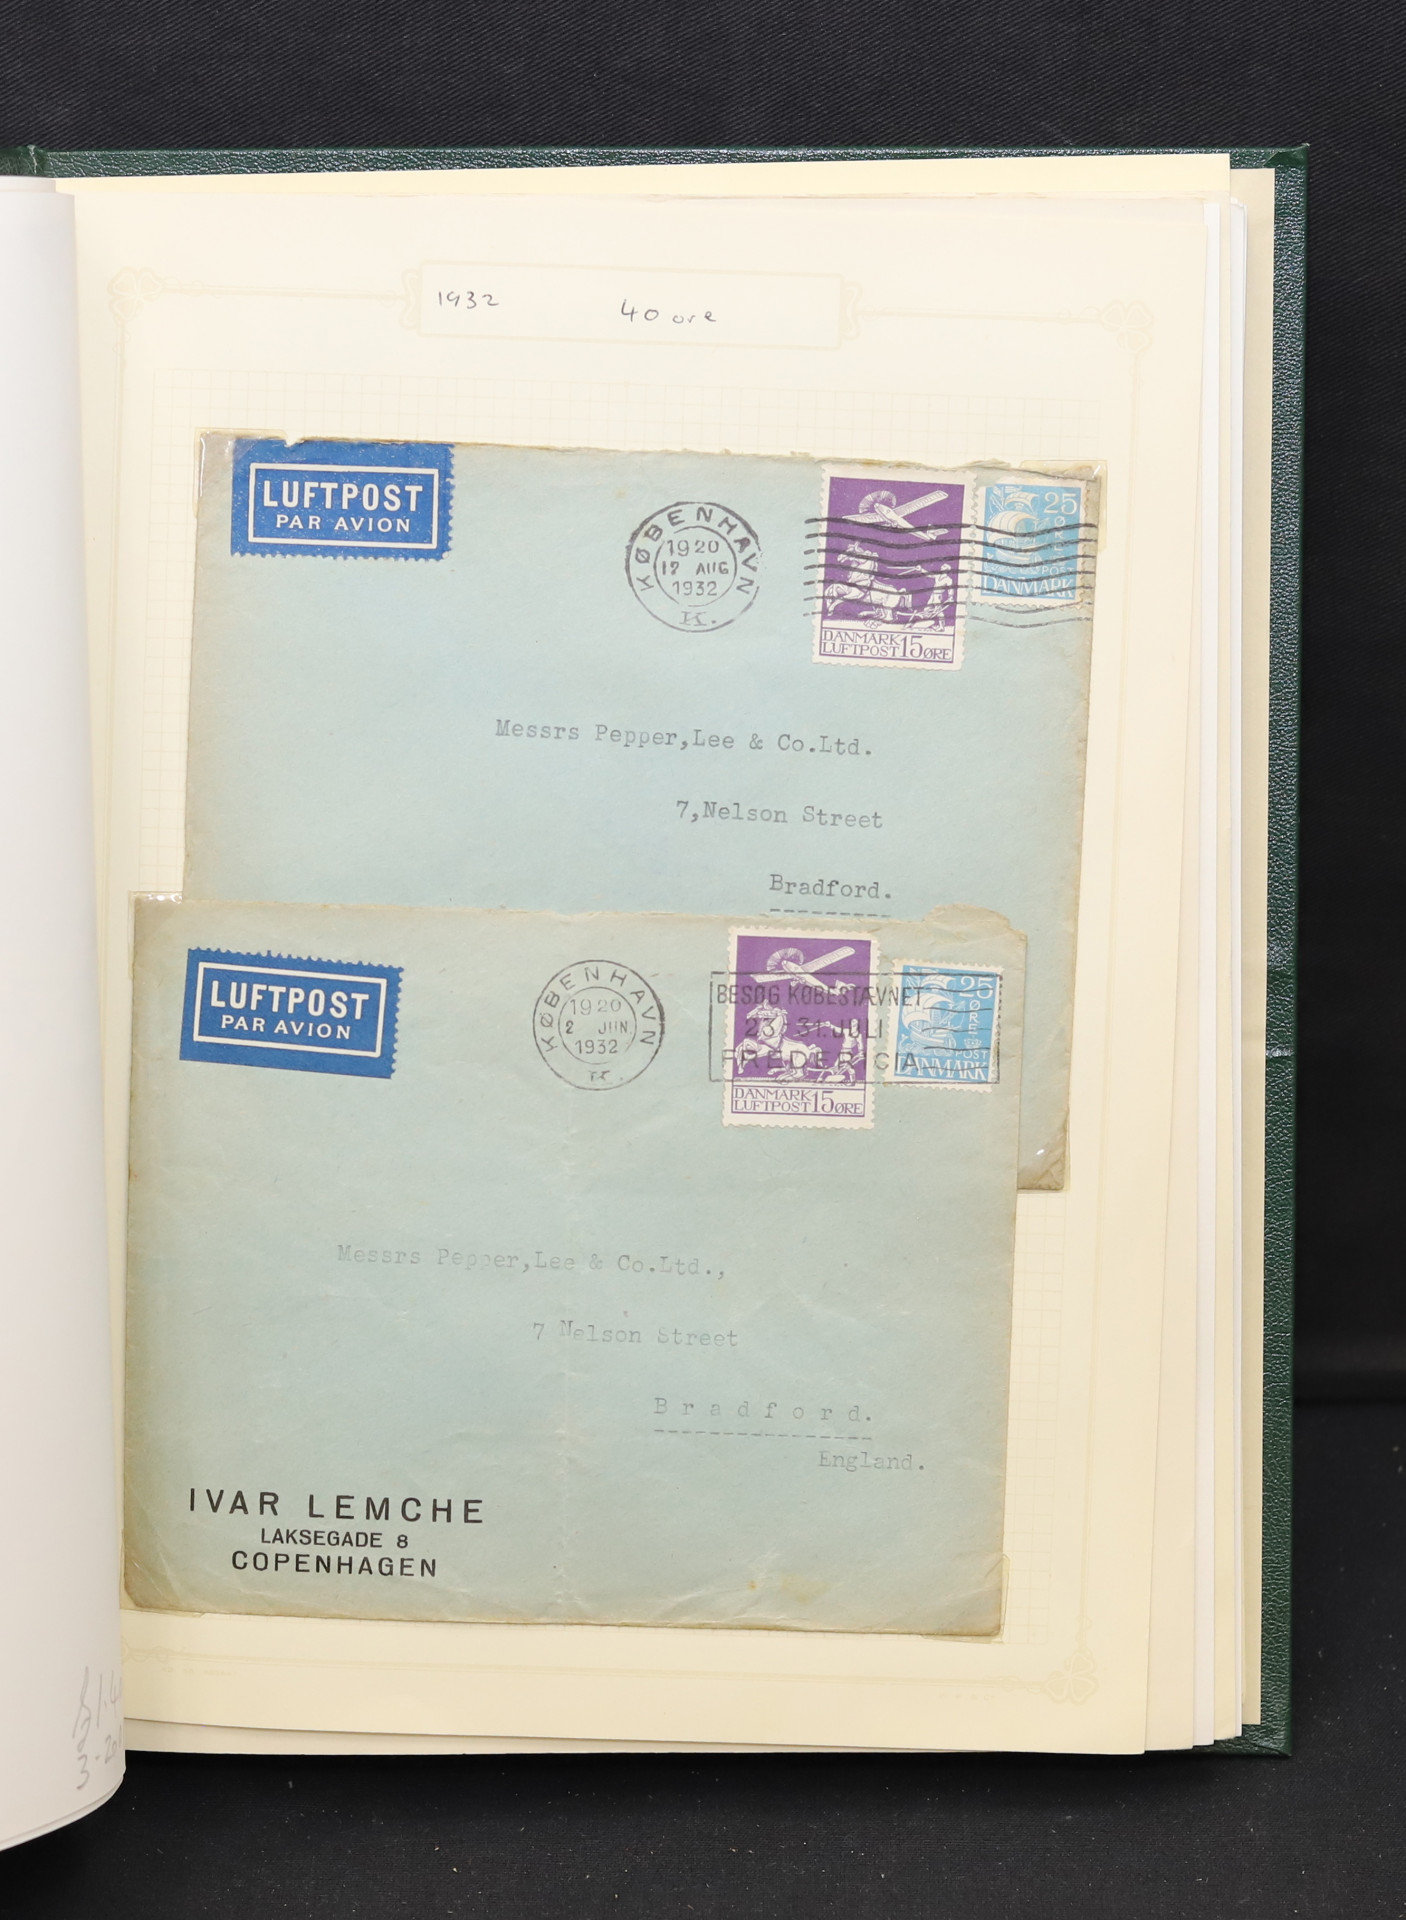 1932 40 ore
LUFTPOST
PAR AVION
KØBENHAVN
1920
17 AUG
1932
K.
25
ØRE
POST
DANMARK
DANMARK
LUFTPOST 15 ØRE
Messrs Pepper,Lee & Co.Ltd.
7,Nelson Street
Bradford.
LUFTPOST
PAR AVION
KØBENHAVN
1920
2 JUN
1932
K.
BESØG KØBESTÆVNET
23-31. JULI
FREDERICIA
25
ØRE
POST
DANMARK
DANMARK
LUFTPOST 15 ØRE
Messrs Pepper,Lee & Co.Ltd.,
7 Nelson Street
B r a d f o r d.
England.
IVAR LEMCHE
LAKSEGADE 8
COPENHAGEN